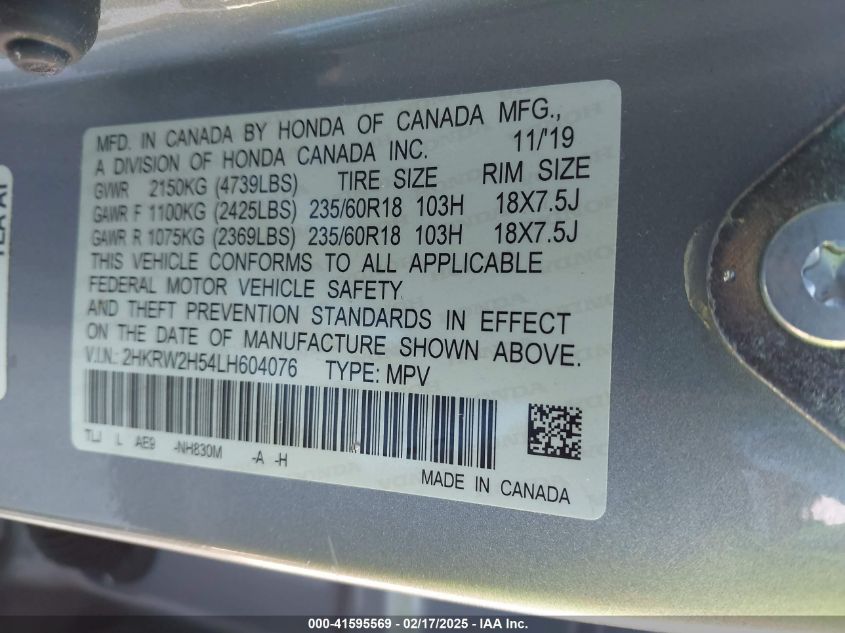 MFD. IN CANADA BY HONDA OF CANADA MFG.,
A DIVISION OF HONDA CANADA INC. 11/'19
GVWR 2150KG (4739LBS) TIRE SIZE RIM SIZE
GAWR F 1100KG (2425LBS) 235/60R18 103H 18X7.5J
GAWR R 1075KG (2369LBS) 235/60R18 103H 18X7.5J
THIS VEHICLE CONFORMS TO ALL APPLICABLE
FEDERAL MOTOR VEHICLE SAFETY
AND THEFT PREVENTION STANDARDS IN EFFECT
ON THE DATE OF MANUFACTURE SHOWN ABOVE.
V.I.N.: 2HKRW2H54LH604076 TYPE: MPV
TLJ L AE9 -NH830M -A -H
MADE IN CANADA
000-41595569 - 02/17/2025 - IAA Inc.